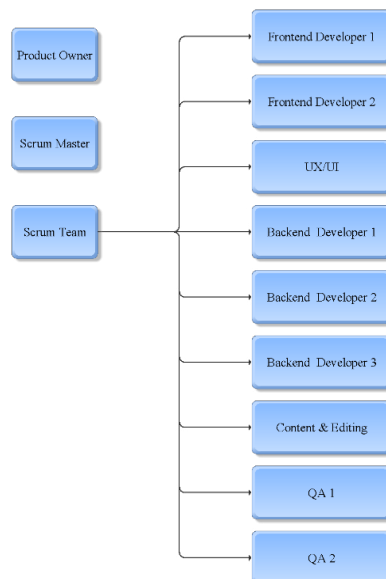 Product Owner
Scrum Master
Scrum Team
Frontend Developer 1
Frontend Developer 2
UX/UI
Backend Developer 1
Backend Developer 2
Backend Developer 3
Content & Editing
QA 1
QA 2